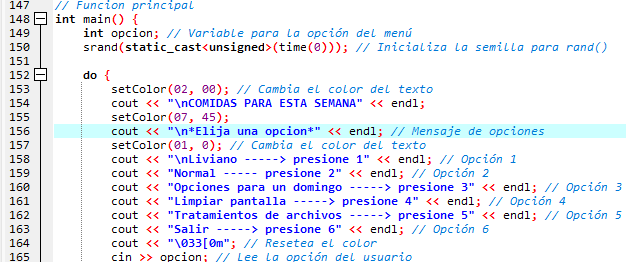 147 // Funcion principal
148 int main() {
149 int opcion; // Variable para la opción del menú
150 srand(static_cast<unsigned>(time(0))); // Inicializa la semilla para rand()
151
152 do {
153 setColor(02, 00); // Cambia el color del texto
154 cout << "\nCOMIDAS PARA ESTA SEMANA" << endl;
155 setColor(07, 45);
156 cout << "\n*Elija una opcion*" << endl; // Mensaje de opciones
157 setColor(01, 0); // Cambia el color del texto
158 cout << "\nLiviano -----> presione 1" << endl; // Opción 1
159 cout << "Normal ----- presione 2" << endl; // Opción 2
160 cout << "Opciones para un domingo -----> presione 3" << endl; // Opción 3
161 cout << "Limpiar pantalla -----> presione 4" << endl; // Opción 4
162 cout << "Tratamientos de archivos -----> presione 5" << endl; // Opción 5
163 cout << "Salir -----> presione 6" << endl; // Opción 6
164 cout << "\033[0m"; // Resetea el color
165 cin >> opcion; // Lee la opción del usuario